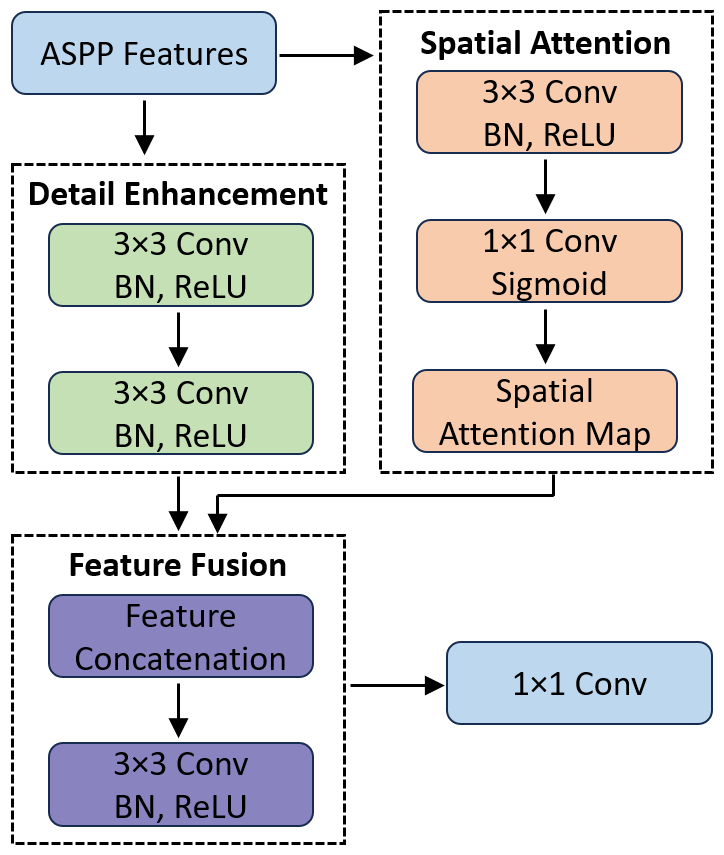 ASPP Features
Spatial Attention
3×3 Conv
BN, ReLU
1×1 Conv
Sigmoid
Spatial
Attention Map
Detail Enhancement
3×3 Conv
BN, ReLU
3×3 Conv
BN, ReLU
Feature Fusion
Feature
Concatenation
3×3 Conv
BN, ReLU
1×1 Conv